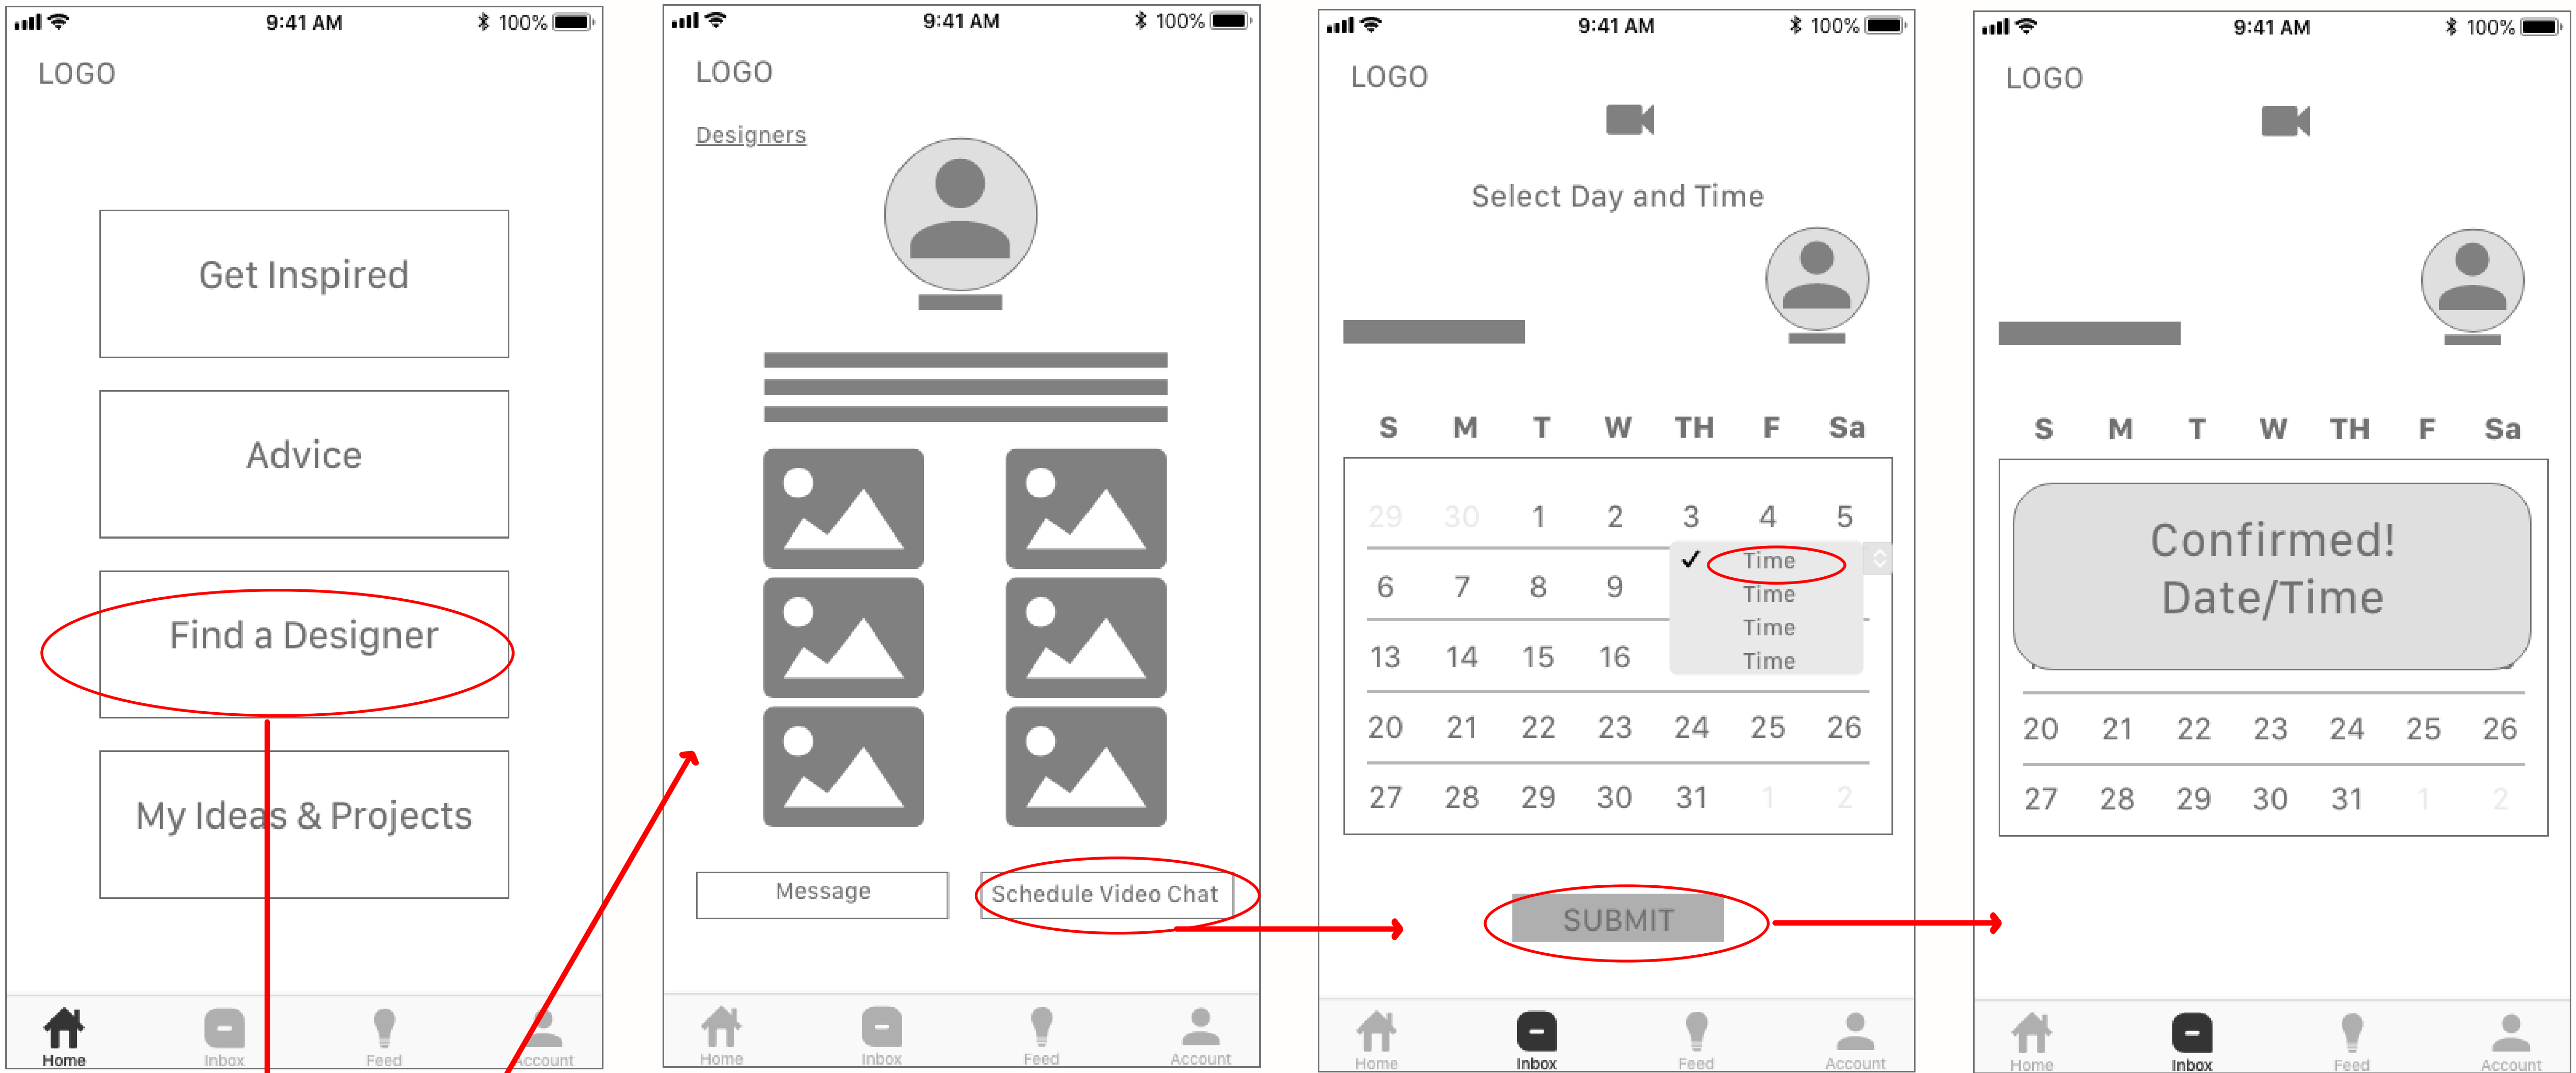 9:41 AM
100%
LOGO
Get Inspired
Advice
Find a Designer
My Ideas & Projects
Home Inbox Feed Account
9:41 AM
100%
LOGO
Designers
Message
Schedule Video Chat
Home Inbox Feed Account
9:41 AM
100%
LOGO
Select Day and Time
S M T W TH F Sa
29 30 1 2 3 4 5
Time
6 7 8 9
Time
Time
13 14 15 16
Time
20 21 22 23 24 25 26
27 28 29 30 31 1 2
SUBMIT
Home Inbox Feed Account
9:41 AM
100%
LOGO
S M T W TH F Sa
Confirmed!
Date/Time
20 21 22 23 24 25 26
27 28 29 30 31 1 2
Home Inbox Feed Account